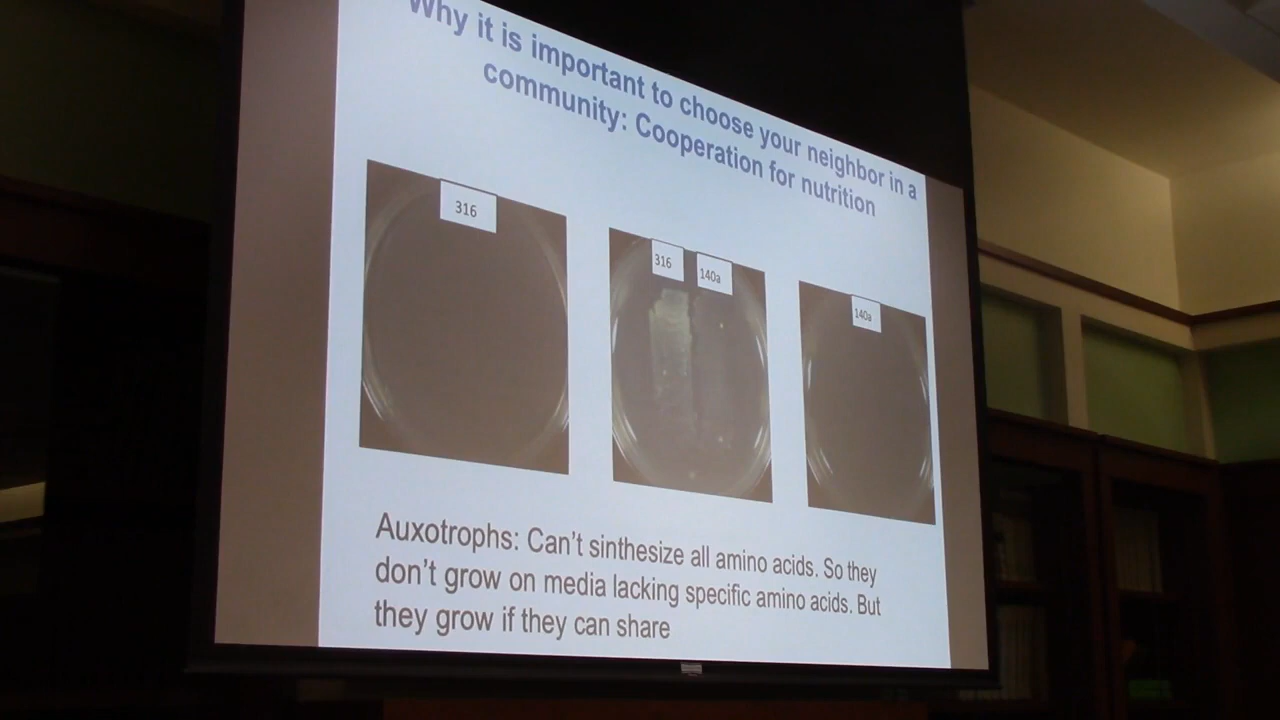 Why it is important to choose your neighbor in a
community: Cooperation for nutrition
316
316
140a
140a
Auxotrophs: Can't sinthesize all amino acids. So they
don't grow on media lacking specific amino acids. But
they grow if they can share